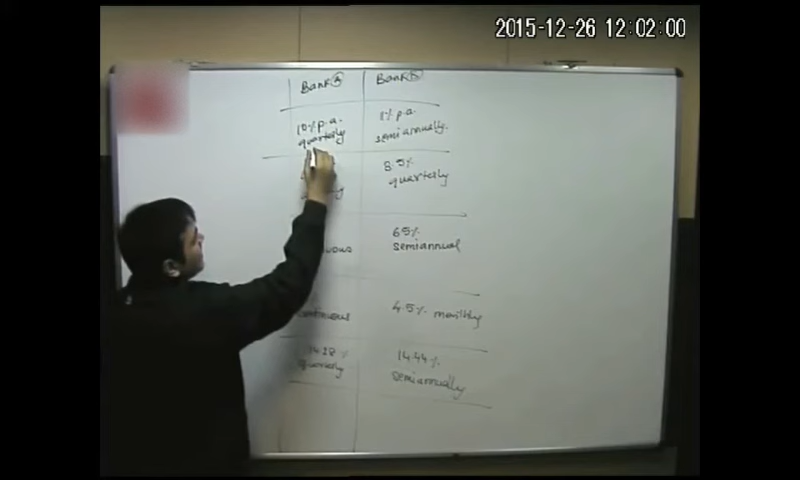 2015-12-26 12:02:00
Bank A Bank B
10% p.a. 8% p.a.
quarterly semiannually.
8.5%
quarterly
6.5%
semiannual
continuous 4.5% monthly
14.28% 14.44%
quarterly semiannually